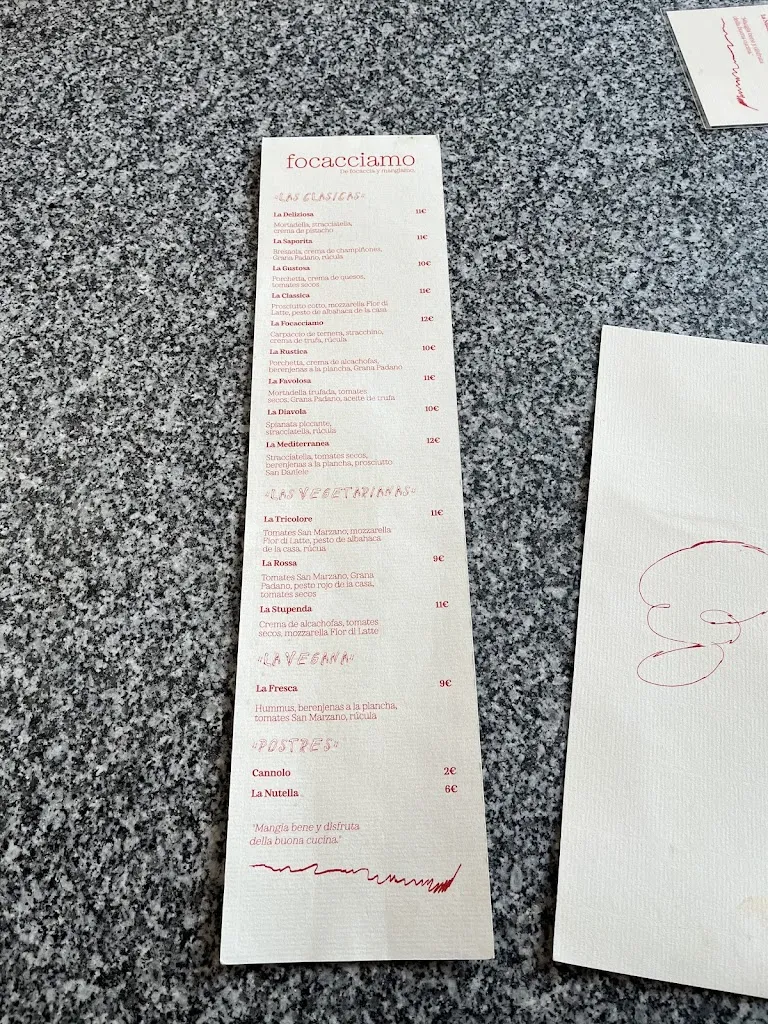 focacciamo
De focaccia y mangiamo.
«LAS CLASICAS»
La Deliziosa 11€
Mortadella, stracciatella,
crema de pistacho
La Saporita 11€
Bresaola, crema de champiñones,
Grana Padano, rúcula
La Gustosa 10€
Porchetta, crema de quesos,
tomates secos
La Classica 11€
Prosciutto cotto, mozzarella Fior di
Latte, pesto de albahaca de la casa
La Focacciamo 12€
Carpaccio de ternera, stracchino,
crema de trufa, rúcula
La Rustica 10€
Porchetta, crema de alcachofas,
berenjenas a la plancha, Grana Padano
La Favolosa 11€
Mortadella trufada, tomates
secos, Grana Padano, aceite de trufa
La Diavola 10€
Spianata piccante,
stracciatella, rúcula
La Mediterranea 12€
Stracciatella, tomates secos,
berenjenas a la plancha, prosciutto
San Daniele
«LAS VEGETARIANAS»
La Tricolore 11€
Tomates San Marzano, mozzarella
Fior di Latte, pesto de albahaca
de la casa, rúcua
La Rossa 9€
Tomates San Marzano, Grana
Padano, pesto rojo de la casa,
tomates secos
La Stupenda 11€
Crema de alcachofas, tomates
secos, mozzarella Fior di Latte
«LA VEGANA»
La Fresca 9€
Hummus, berenjenas a la plancha,
tomates San Marzano, rúcula
«POSTRES»
Cannolo 2€
La Nutella 6€
"Mangia bene y disfruta
della buona cucina."